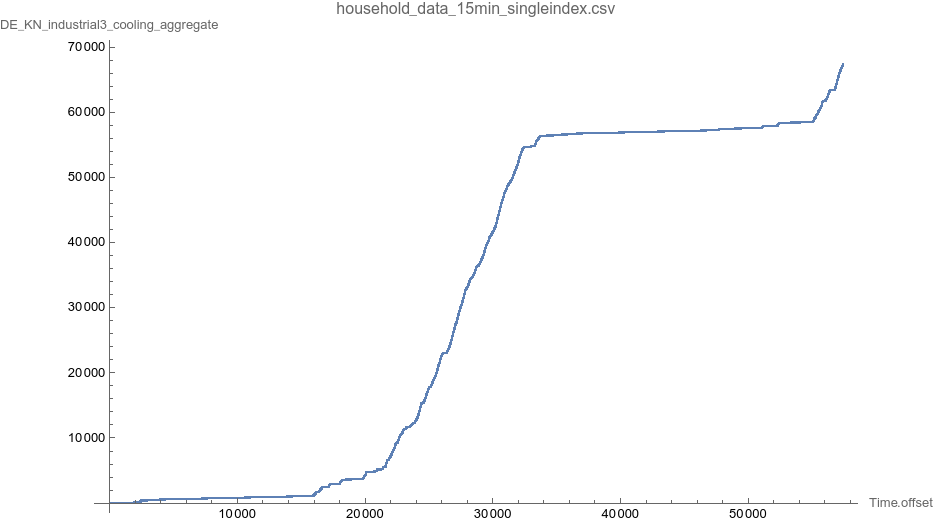 household_data_15min_singleindex.csv
DE_KN_industrial3_cooling_aggregate
70000
60000
50000
40000
30000
20000
10000
10000 20000 30000 40000 50000 Time.offset